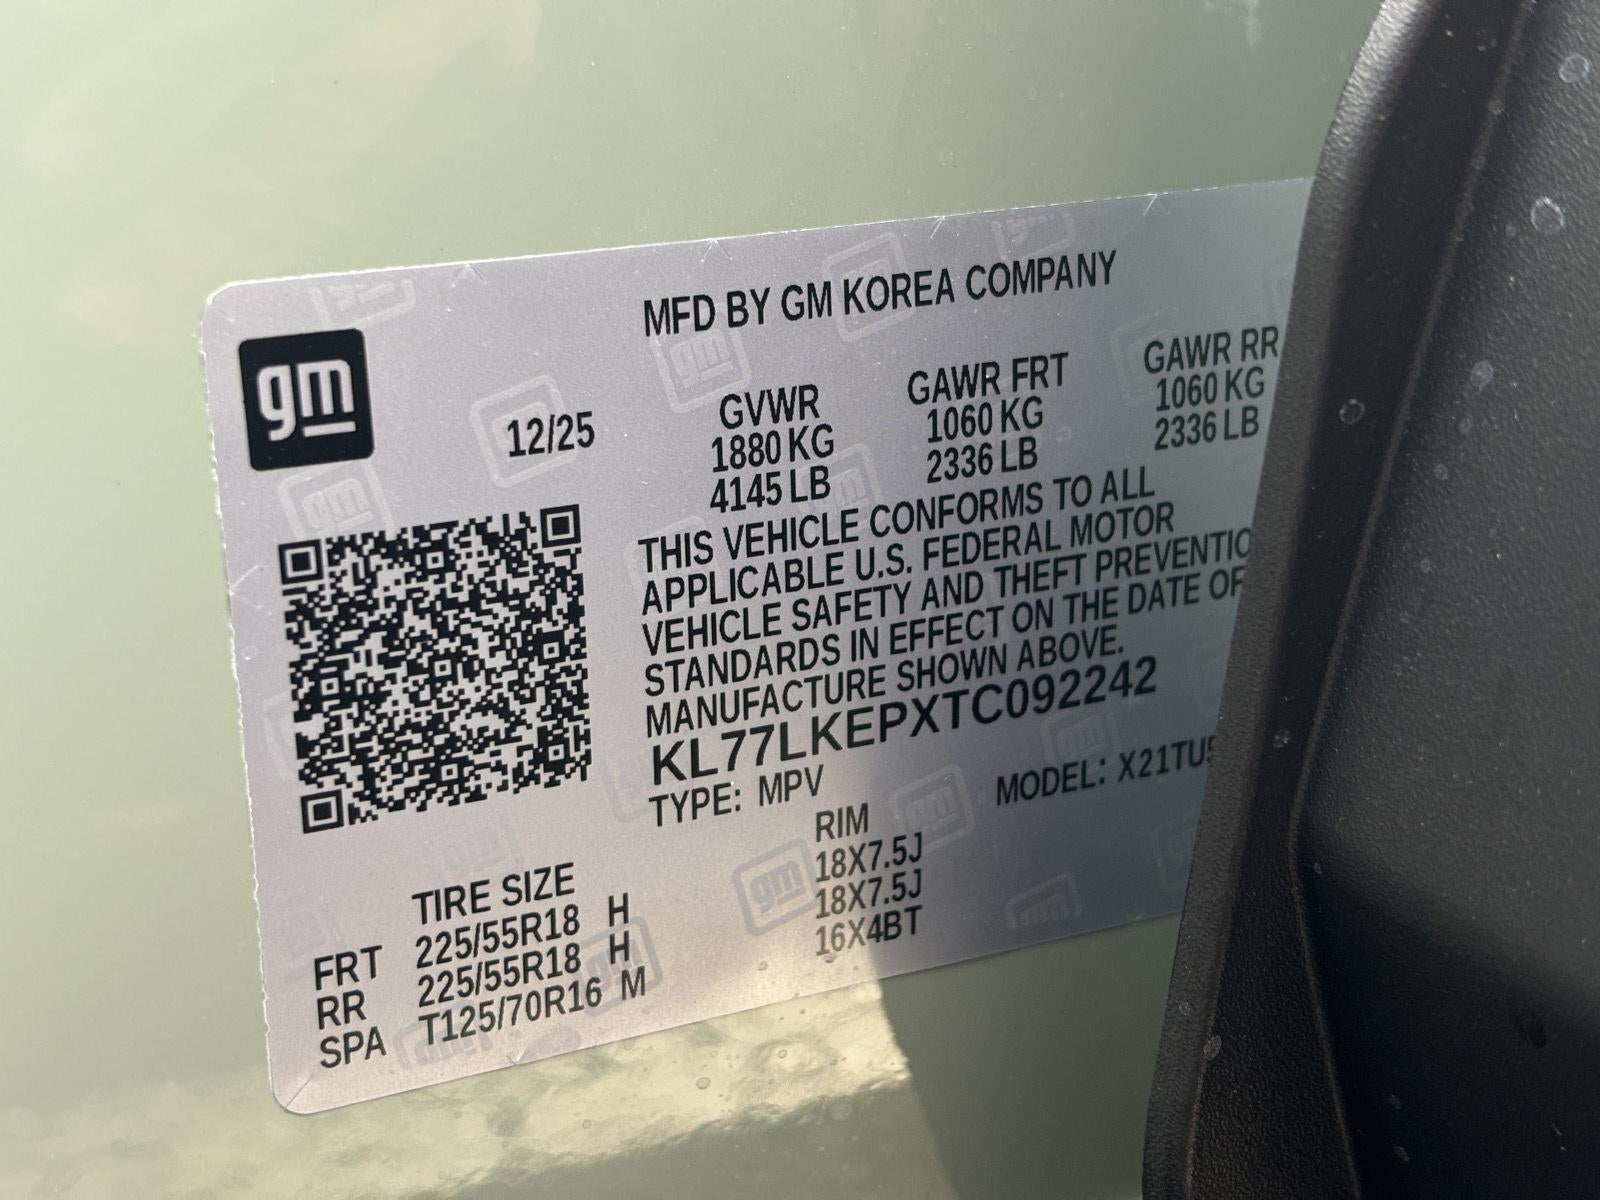 MFD BY GM KOREA COMPANY
gm
12/25
GVWR GAWR FRT GAWR RR
1880 KG 1060 KG 1060 KG
4145 LB 2336 LB 2336 LB
THIS VEHICLE CONFORMS TO ALL
APPLICABLE U.S. FEDERAL MOTOR
VEHICLE SAFETY AND THEFT PREVENTIO
STANDARDS IN EFFECT ON THE DATE OF
MANUFACTURE SHOWN ABOVE.
KL77LKEPXTC092242
TYPE: MPV MODEL: X21TU
TIRE SIZE RIM
FRT 225/55R18 H 18X7.5J
RR 225/55R18 H 18X7.5J
SPA T125/70R16 M 16X4BT